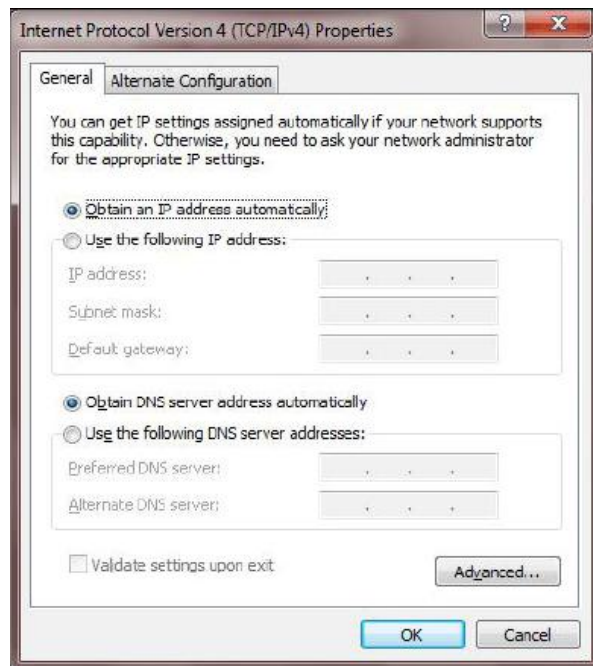 Internet Protocol Version 4 (TCP/IPv4) Properties
General
Alternate Configuration
You can get IP settings assigned automatically if your network supports
this capability. Otherwise, you need to ask your network administrator
for the appropriate IP settings.
Obtain an IP address automatically
Use the following IP address:
IP address:
Subnet mask:
Default gateway:
Obtain DNS server address automatically
Use the following DNS server addresses:
Preferred DNS server:
Alternate DNS server:
Validate settings upon exit
Advanced...
OK
Cancel